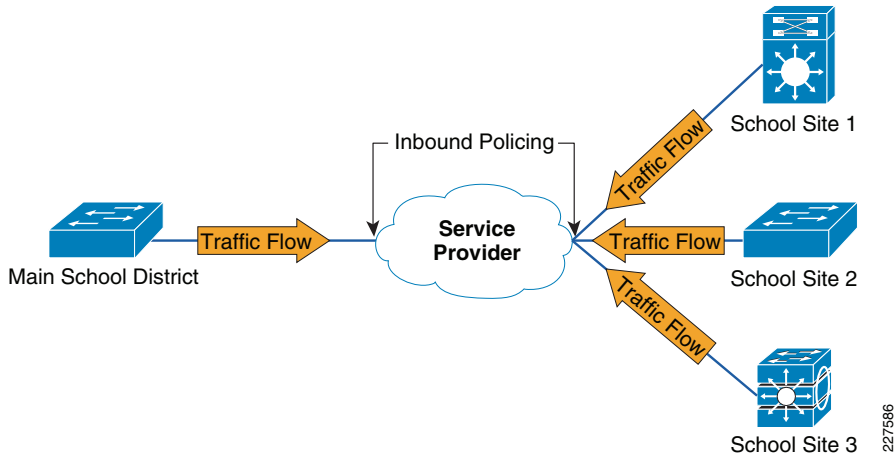 Inbound Policing
School Site 1
Traffic Flow
Main School District
Traffic Flow
Service
Provider
Traffic Flow
School Site 2
Traffic Flow
School Site 3
227586